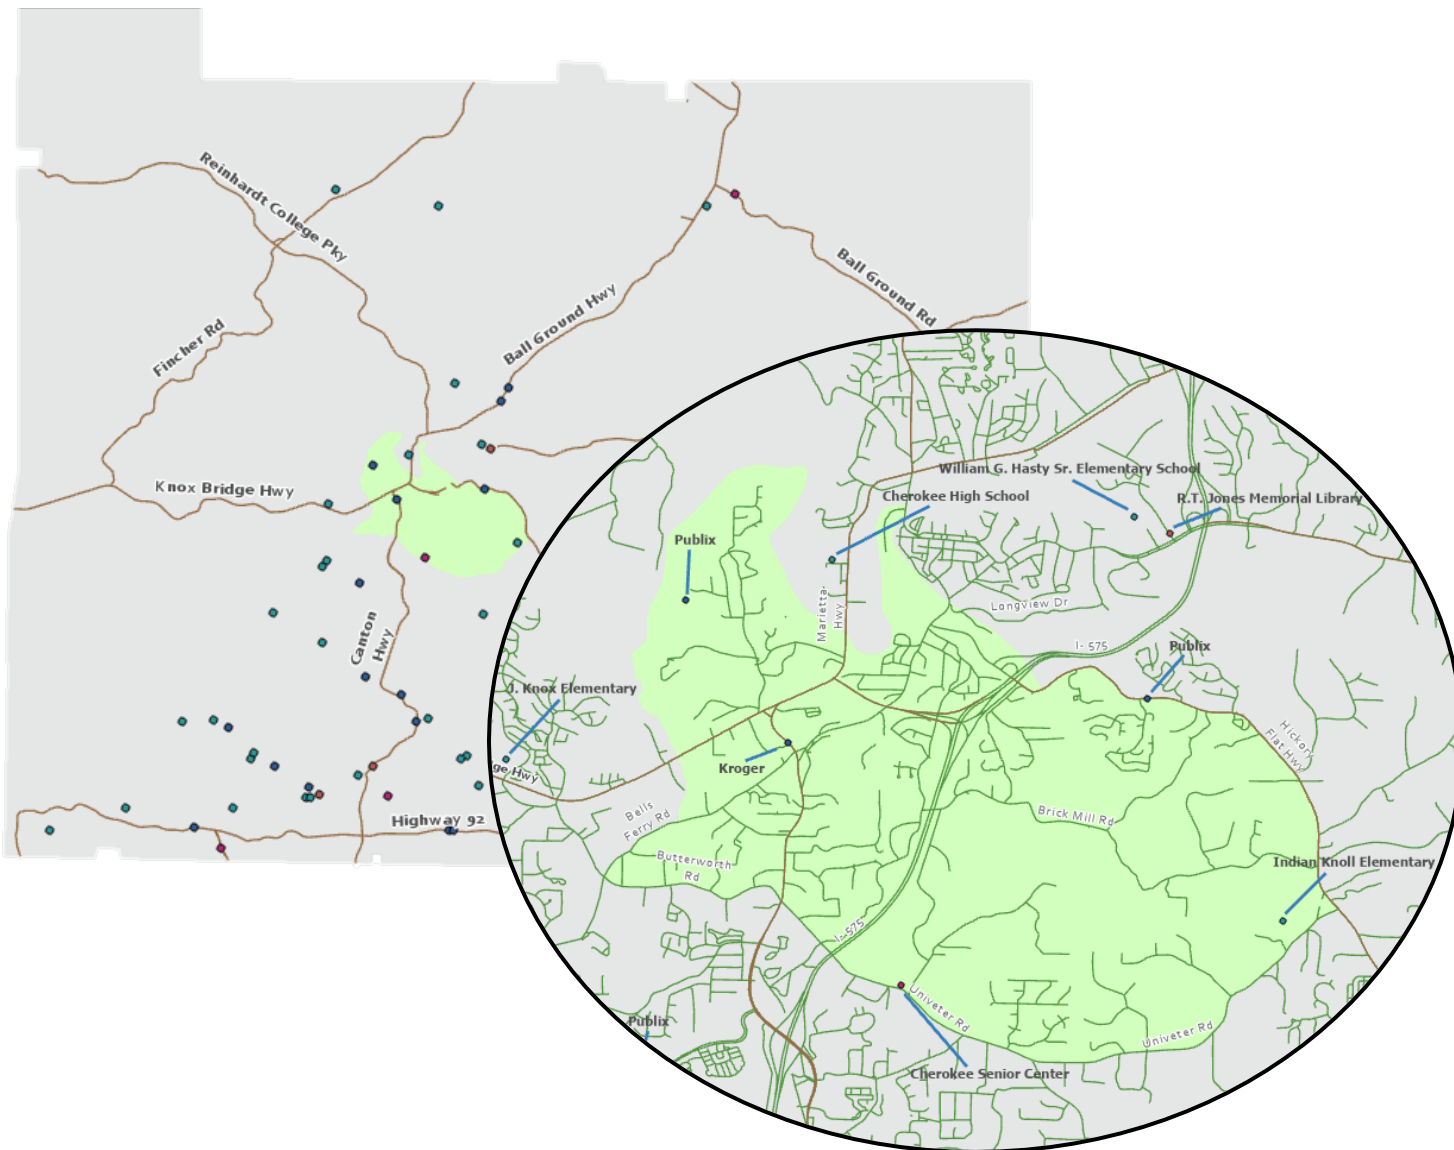 Reinhardt College Pky
Ball Ground Rd
Ball Ground Hwy
Fincher Rd
Knox Bridge Hwy
Canton
Hwy
Highway 92
William G. Hasty Sr. Elementary School
Cherokee High School
R.T. Jones Memorial Library
Publix
Marietta-
Hwy
Longview Dr
I- 575
Publix
J. Knox Elementary
Hickory
Flat Hwy
Kroger
ge Hwy
Bells
Ferry Rd
Brick Mill Rd
Butterworth
Rd
Indian Knoll Elementary
I- 575
Univeter Rd
Publix
Univeter Rd
Cherokee Senior Center